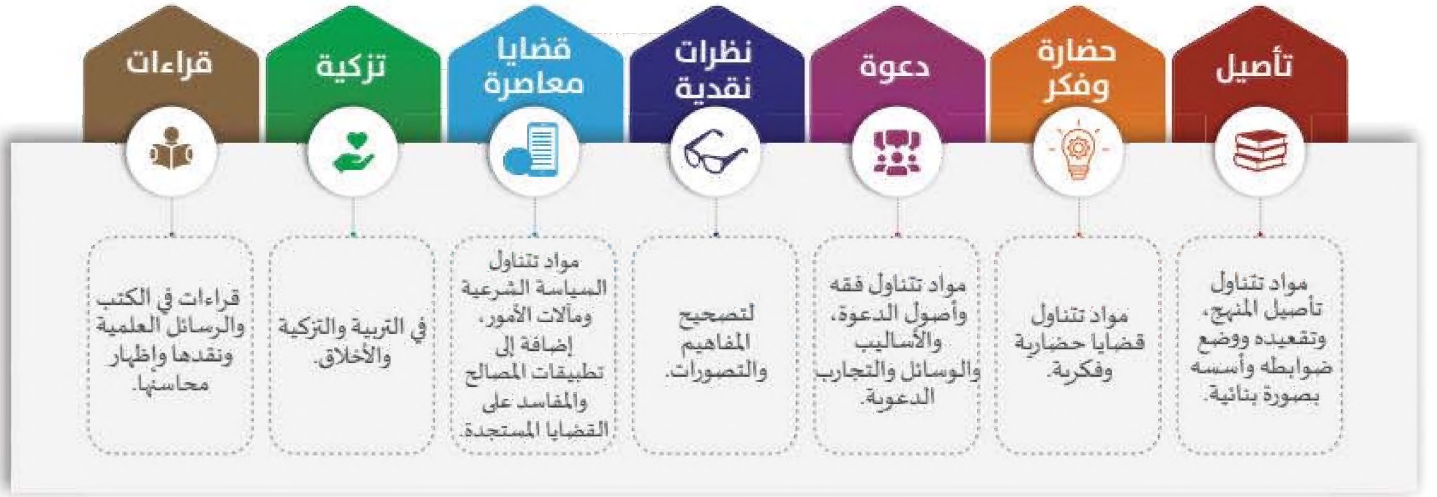 تأصيل
حضارة
وفكر
دعوة
نظرات
نقدية
قضايا
معاصرة
تزكية
قراءات
مواد تتناول
تأصيل المنهج،
وتقعيده ووضع
ضوابطه وأسسه
بصورة بنائية.
مواد تتناول
قضايا حضارية
وفكرية.
مواد تتناول فقه
وأصول الدعوة،
والأساليب
والوسائل والتجارب
الدعوية.
لتصحيح
المفاهيم
والتصورات.
مواد تتناول
السياسة الشرعية
ومآلات الأمور،
إضافة إلى
تطبيقات المصالح
والمفاسد على
القضايا المستجدة.
في التربية والتزكية
والأخلاق.
قراءات في الكتب
والرسائل العلمية
ونقدها وإظهار
محاسنها.